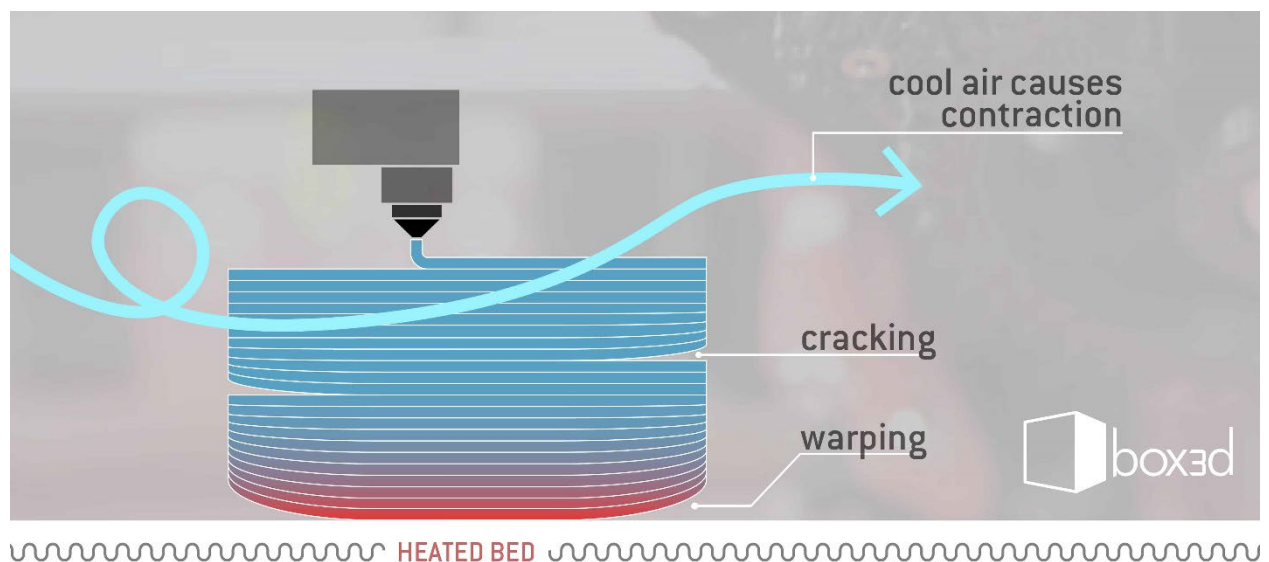 cool air causes
contraction
cracking
warping
box3d
HEATED BED